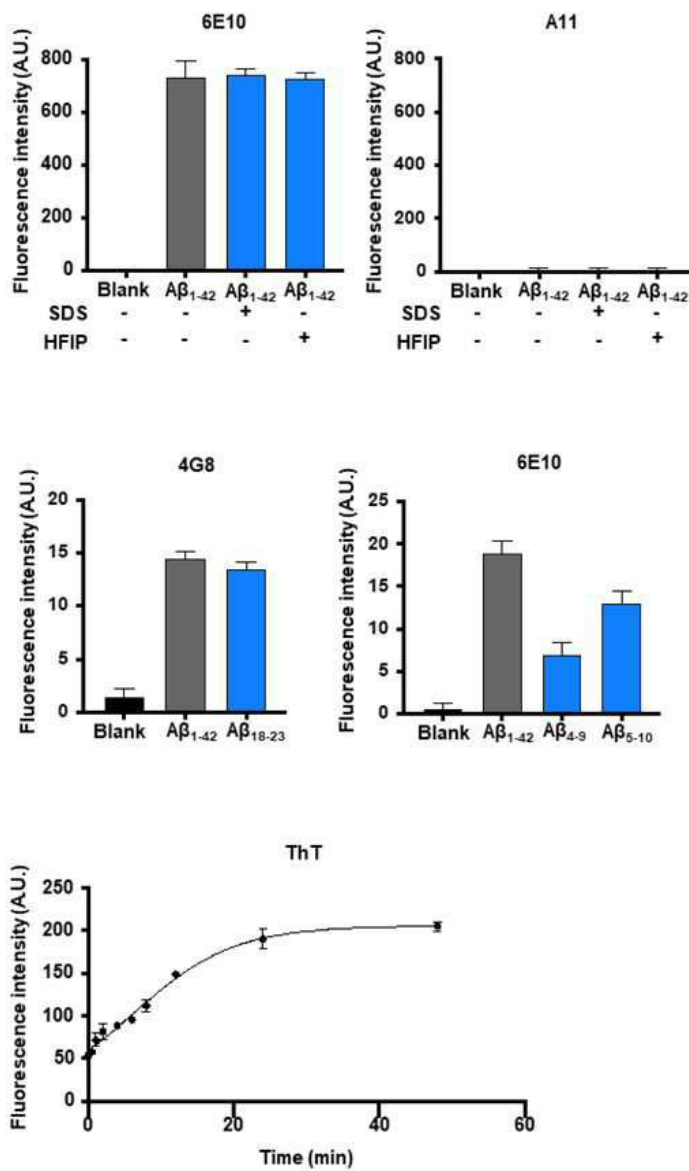 6E10
Fluorescence intensity (A.U.)
800
600
400
200
0
Blank Aβ1-42 Aβ1-42 Aβ1-42
SDS - - + -
HFIP - - - +
A11
Fluorescence intensity (A.U.)
800
600
400
200
0
Blank Aβ1-42 Aβ1-42 Aβ1-42
SDS - - + -
HFIP - - - +
4G8
Fluorescence intensity (A.U.)
20
15
10
5
0
Blank Aβ1-42 Aβ18-23
6E10
Fluorescence intensity (A.U.)
25
20
15
10
5
0
Blank Aβ1-42 Aβ4-9 Aβ5-10
ThT
Fluorescence intensity (A.U.)
250
200
150
100
50
0
0 20 40 60
Time (min)